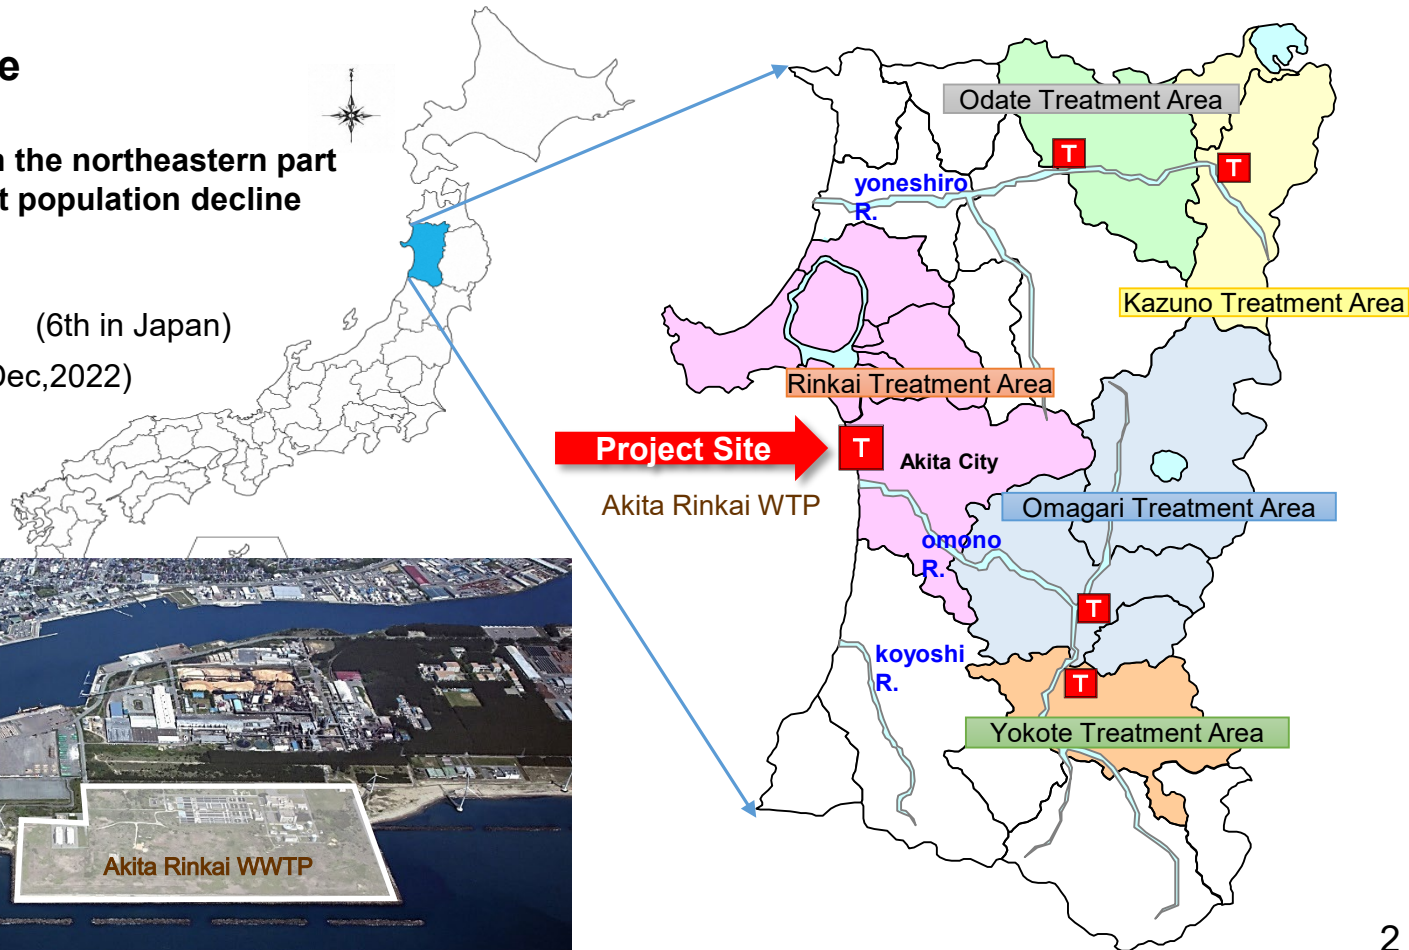 e
n the northeastern part
t population decline
(6th in Japan)
Dec,2022)
Odate Treatment Area
T
T
yoneshiro
R.
Kazuno Treatment Area
Rinkai Treatment Area
Project Site
T
Akita City
Akita Rinkai WTP
Omagari Treatment Area
omono
R.
T
koyoshi
R.
T
Yokote Treatment Area
Akita Rinkai WWTP
2